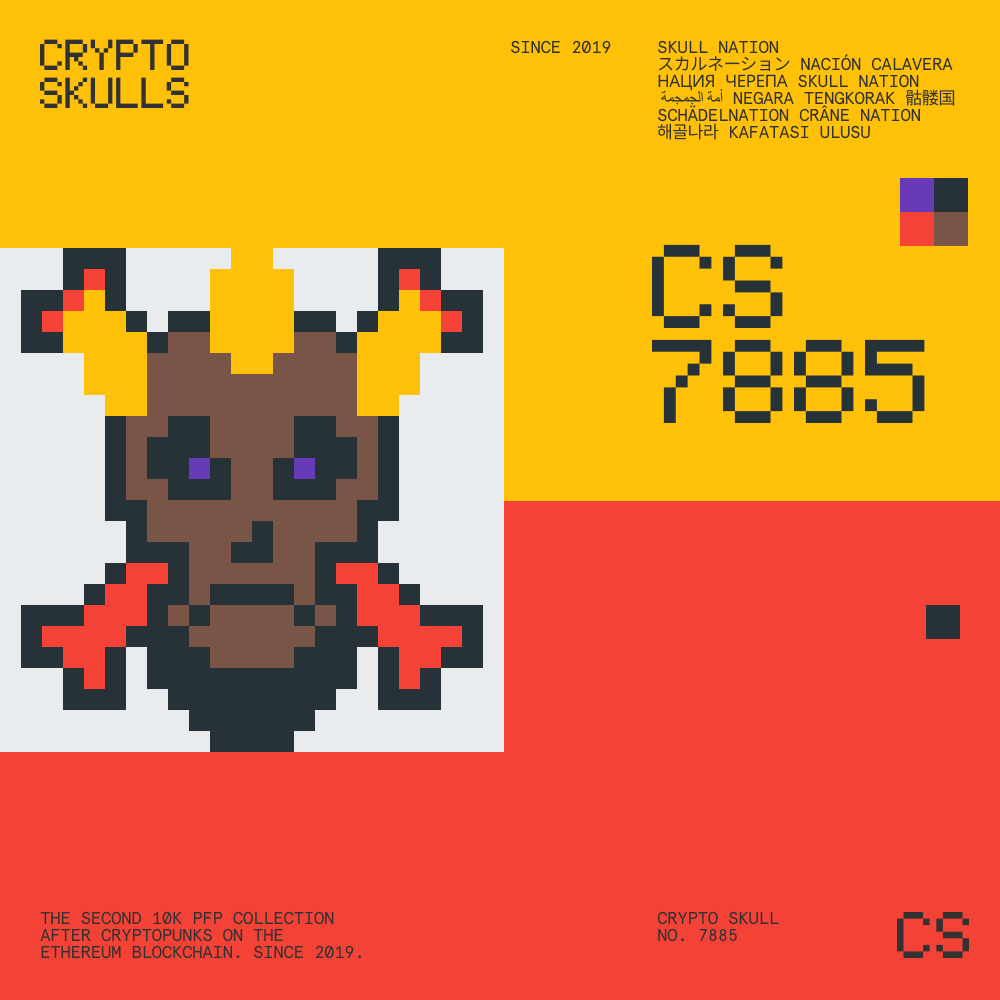 CRYPTO
SKULLS
SINCE 2019
SKULL NATION
スカルネーション NACIÓN CALAVERA
НАЦИЯ ЧЕРЕПА SKULL NATION
أمة الجمجمة NEGARA TENGKORAK 骷髅国
SCHÄDELNATION CRÂNE NATION
해골나라 KAFATASI ULUSU
CS
7885
THE SECOND 10K PFP COLLECTION
AFTER CRYPTOPUNKS ON THE
ETHEREUM BLOCKCHAIN. SINCE 2019.
CRYPTO SKULL
NO. 7885
CS